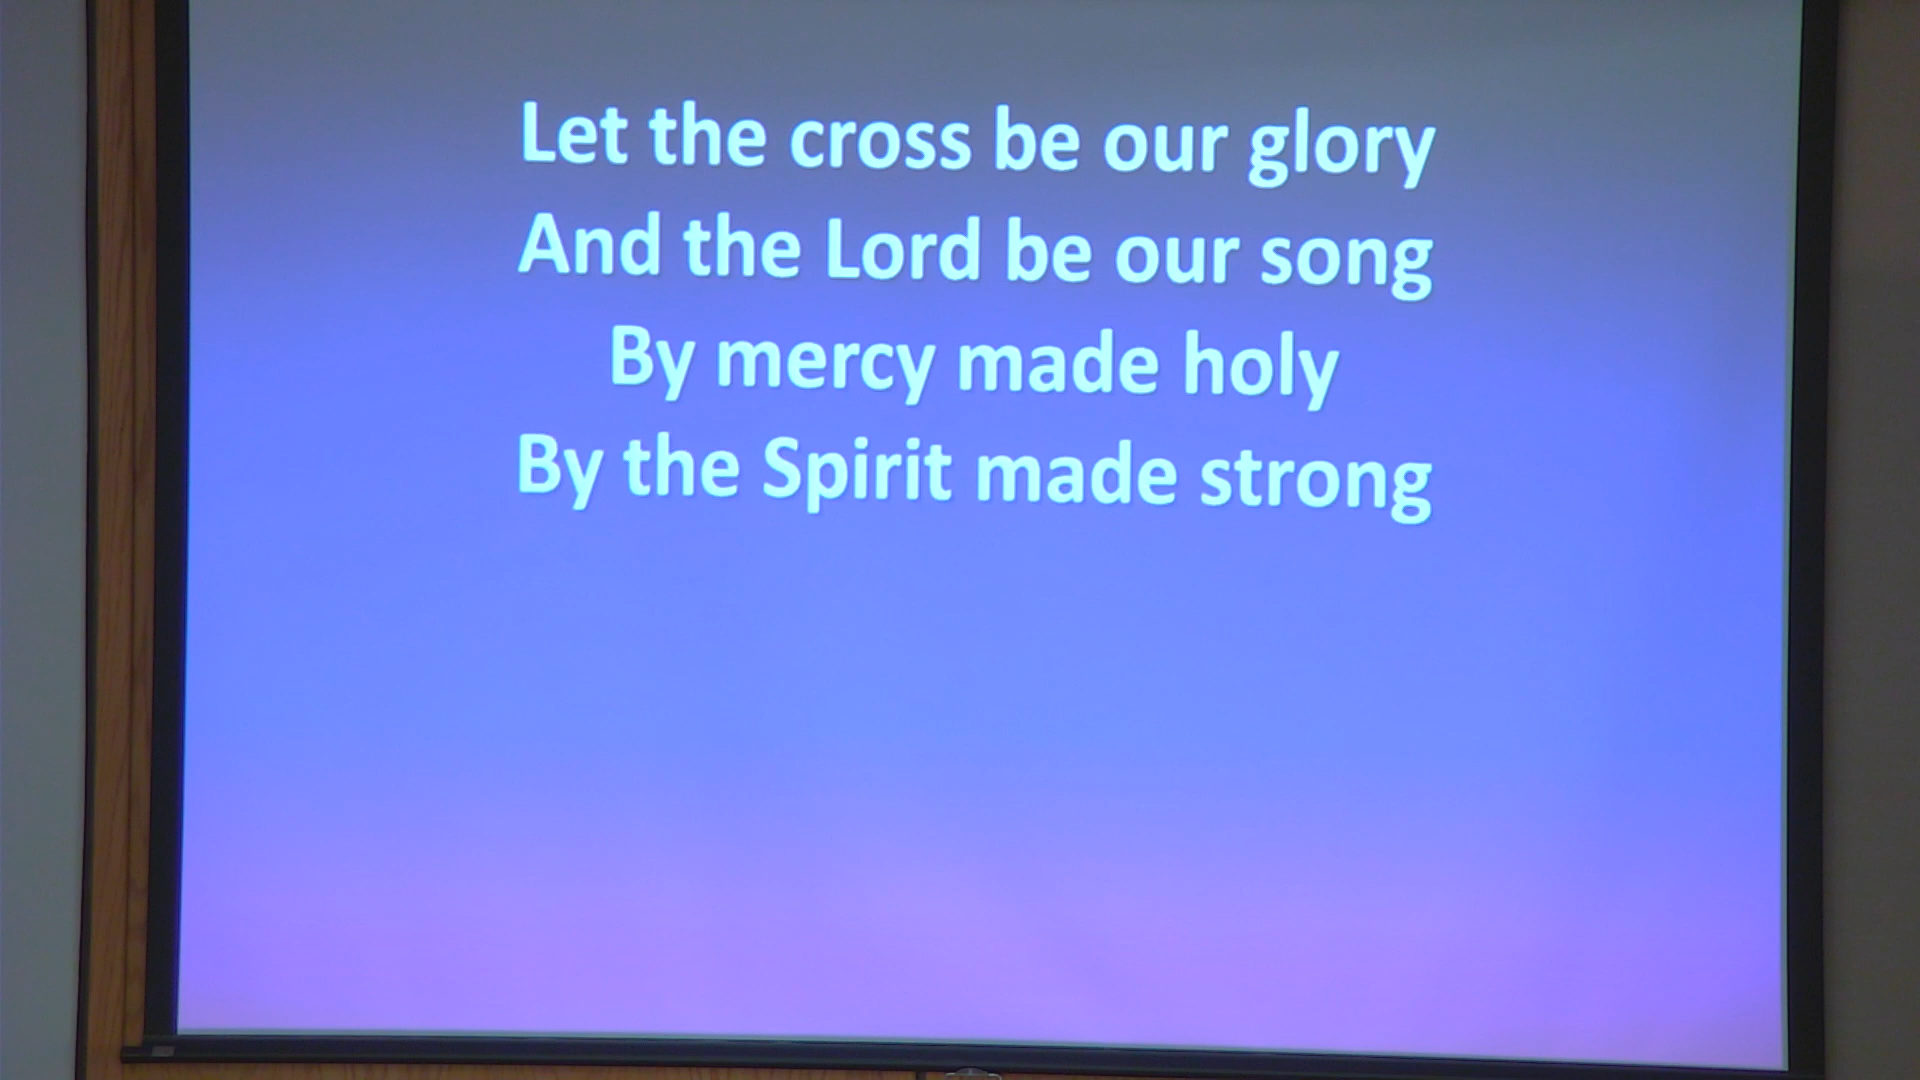 Let the cross be our glory
And the Lord be our song
By mercy made holy
By the Spirit made strong